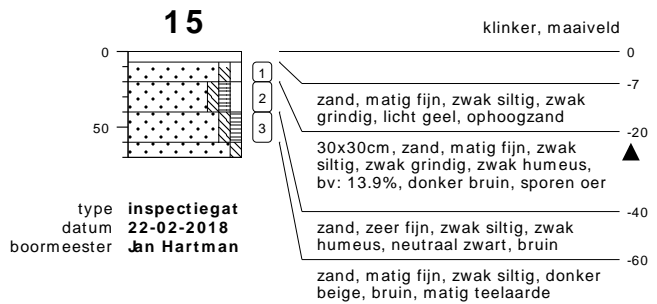 15
klinker, maaiveld
0
0
-7
1
zand, matig fijn, zwak siltig, zwak
grindig, licht geel, ophoogzand
-20
2
30x30cm, zand, matig fijn, zwak
siltig, zwak grindig, zwak humeus,
bv: 13.9%, donker bruin, sporen oer
50
3
-40
zand, zeer fijn, zwak siltig, zwak
humeus, neutraal zwart, bruin
-60
zand, matig fijn, zwak siltig, donker
beige, bruin, matig teelaarde
type inspectiegat
datum 22-02-2018
boormeester Jan Hartman